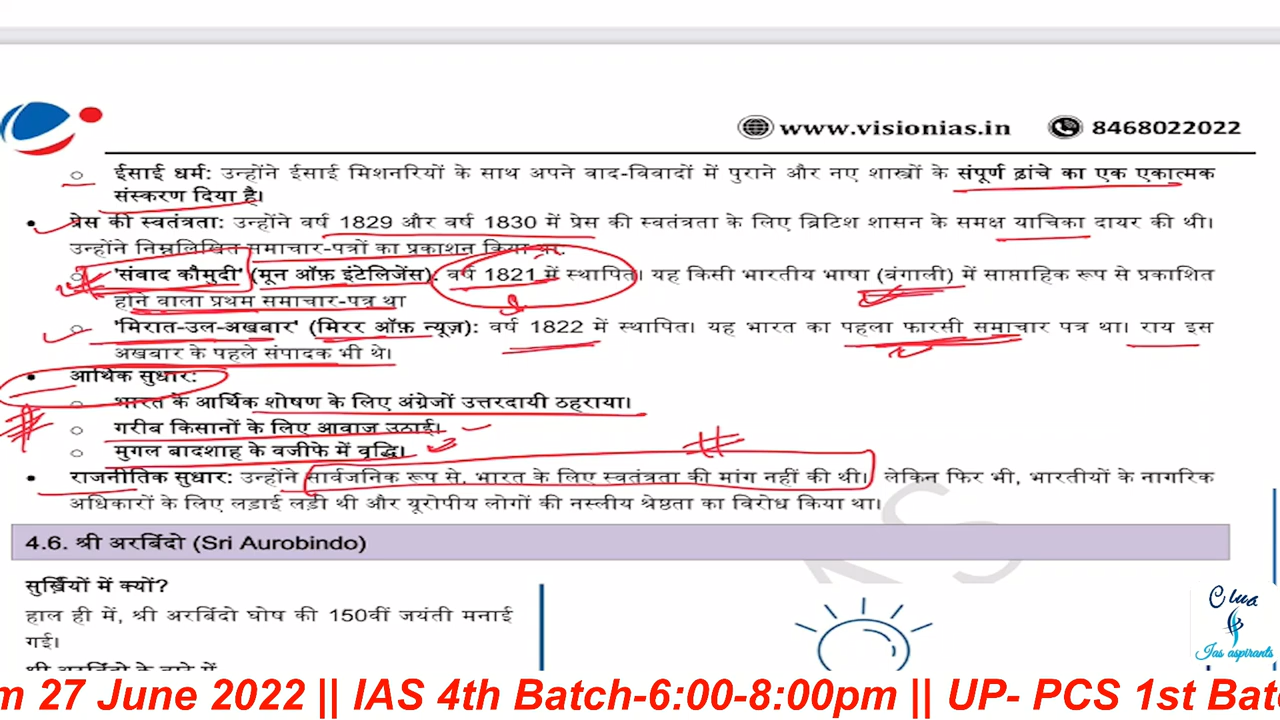 www.visionias.in 8468022022
ईसाई धर्म: उन्होंने ईसाई मिशनरियों के साथ अपने वाद-विवादों में पुराने और नए शास्त्रों के संपूर्ण ढ़ांचे का एक एकात्मक
संस्करण दिया है।
प्रेस की स्वतंत्रता: उन्होंने वर्ष 1829 और वर्ष 1830 में प्रेस की स्वतंत्रता के लिए ब्रिटिश शासन के समक्ष याचिका दायर की थी।
उन्होंने निम्नलिखित समाचार-पत्रों का प्रकाशन किया था.
'संवाद कौमुदी' (मून ऑफ़ इंटेलिजेंस): वर्ष 1821 में स्थापित। यह किसी भारतीय भाषा (बंगाली) में साप्ताहिक रूप से प्रकाशित
होने वाला प्रथम समाचार-पत्र था
'मिरात-उल-अखबार' (मिरर ऑफ़ न्यूज़): वर्ष 1822 में स्थापित। यह भारत का पहला फारसी समाचार पत्र था। राय इस
अखबार के पहले संपादक भी थे।
आर्थिक सुधार:
भारत के आर्थिक शोषण के लिए अंग्रेजों उत्तरदायी ठहराया।
गरीब किसानों के लिए आवाज उठाई।
मुगल बादशाह के वजीफे में वृद्धि।
राजनीतिक सुधार: उन्होंने सार्वजनिक रूप से, भारत के लिए स्वतंत्रता की मांग नहीं की थी। लेकिन फिर भी, भारतीयों के नागरिक
अधिकारों के लिए लड़ाई लड़ी थी और यूरोपीय लोगों की नस्लीय श्रेष्ठता का विरोध किया था।
4.6. श्री अरबिंदो (Sri Aurobindo)
सुर्ख़ियों में क्यों?
हाल ही में, श्री अरबिंदो घोष की 150वीं जयंती मनाई
गई।
श्री अरबिंदो के बारे में
Ias aspirants
m 27 June 2022 || IAS 4th Batch-6:00-8:00pm || UP- PCS 1st Bat